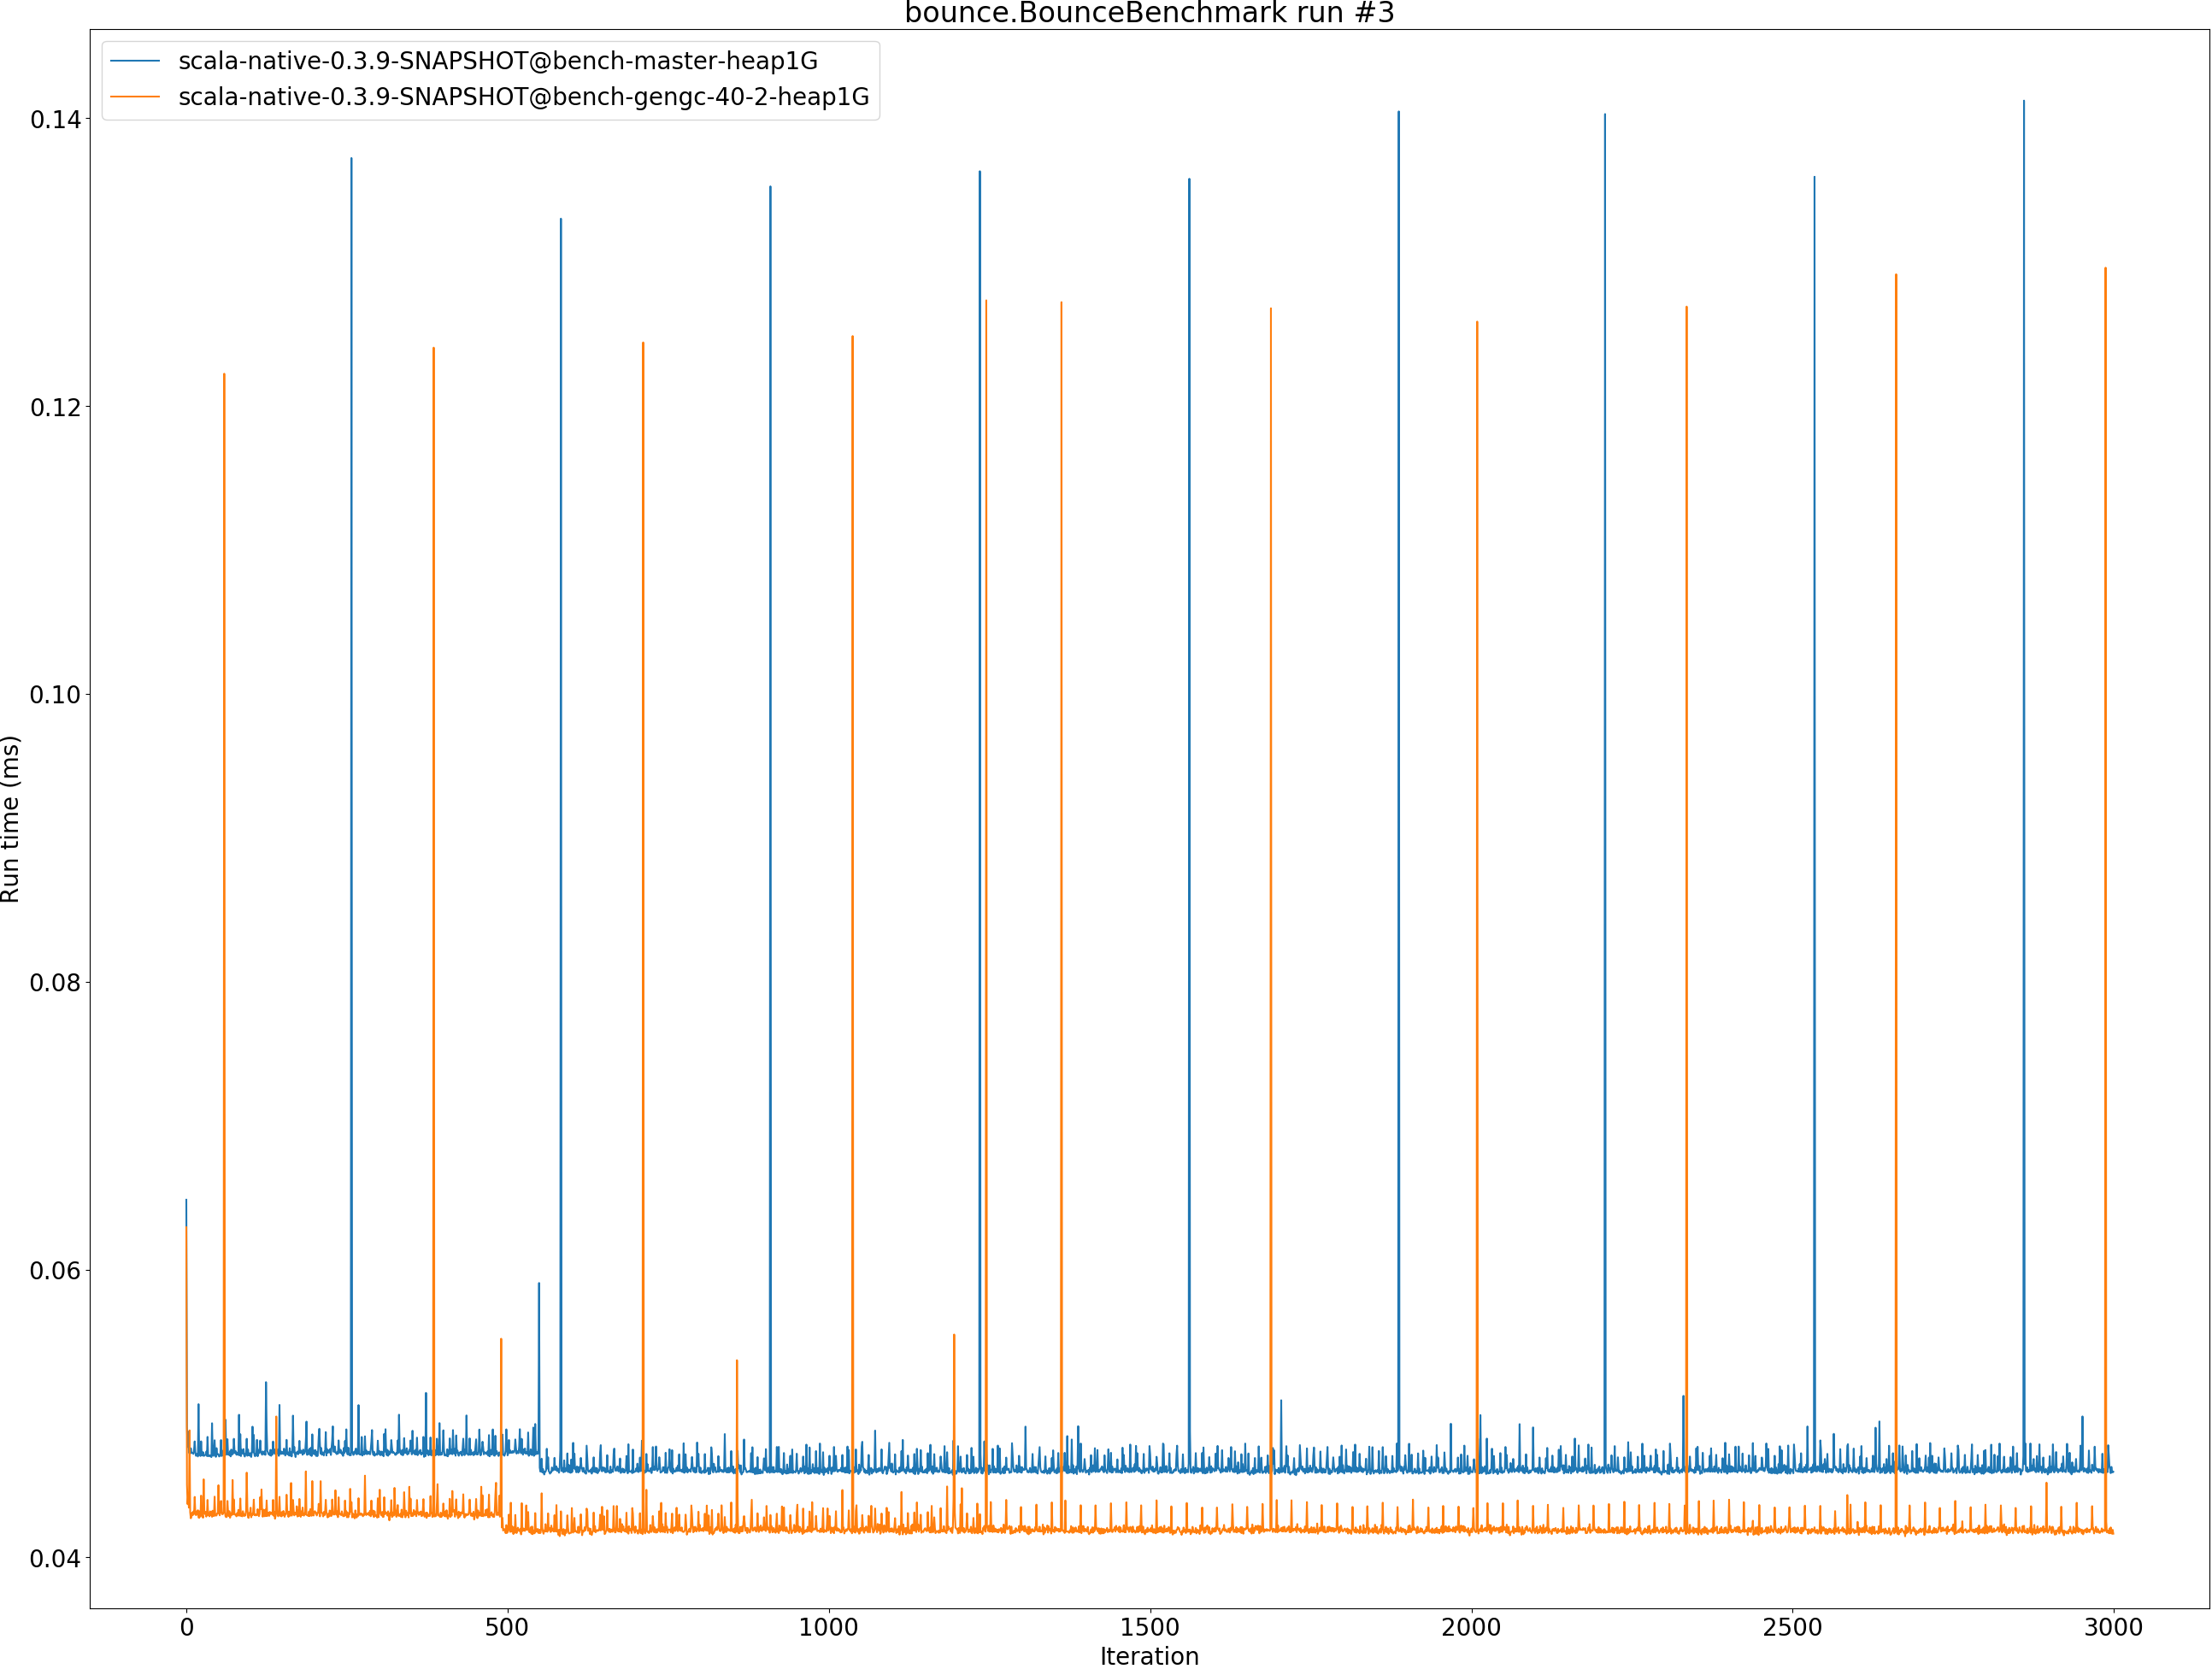 bounce.BounceBenchmark run #3
scala-native-0.3.9-SNAPSHOT@bench-master-heap1G
scala-native-0.3.9-SNAPSHOT@bench-gengc-40-2-heap1G
0.14
0.12
0.10
0.08
0.06
0.04
Run time (ms)
0 500 1000 1500 2000 2500 3000
Iteration